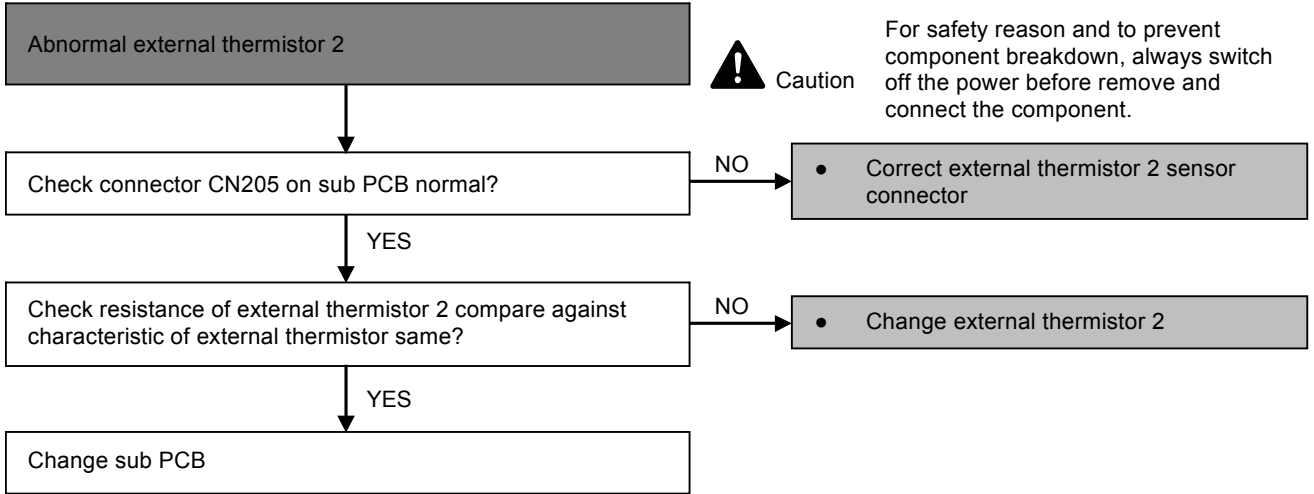 Abnormal external thermistor 2
Caution
For safety reason and to prevent
component breakdown, always switch
off the power before remove and
connect the component.
Check connector CN205 on sub PCB normal?
NO
● Correct external thermistor 2 sensor
connector
YES
Check resistance of external thermistor 2 compare against
characteristic of external thermistor same?
NO
● Change external thermistor 2
YES
Change sub PCB